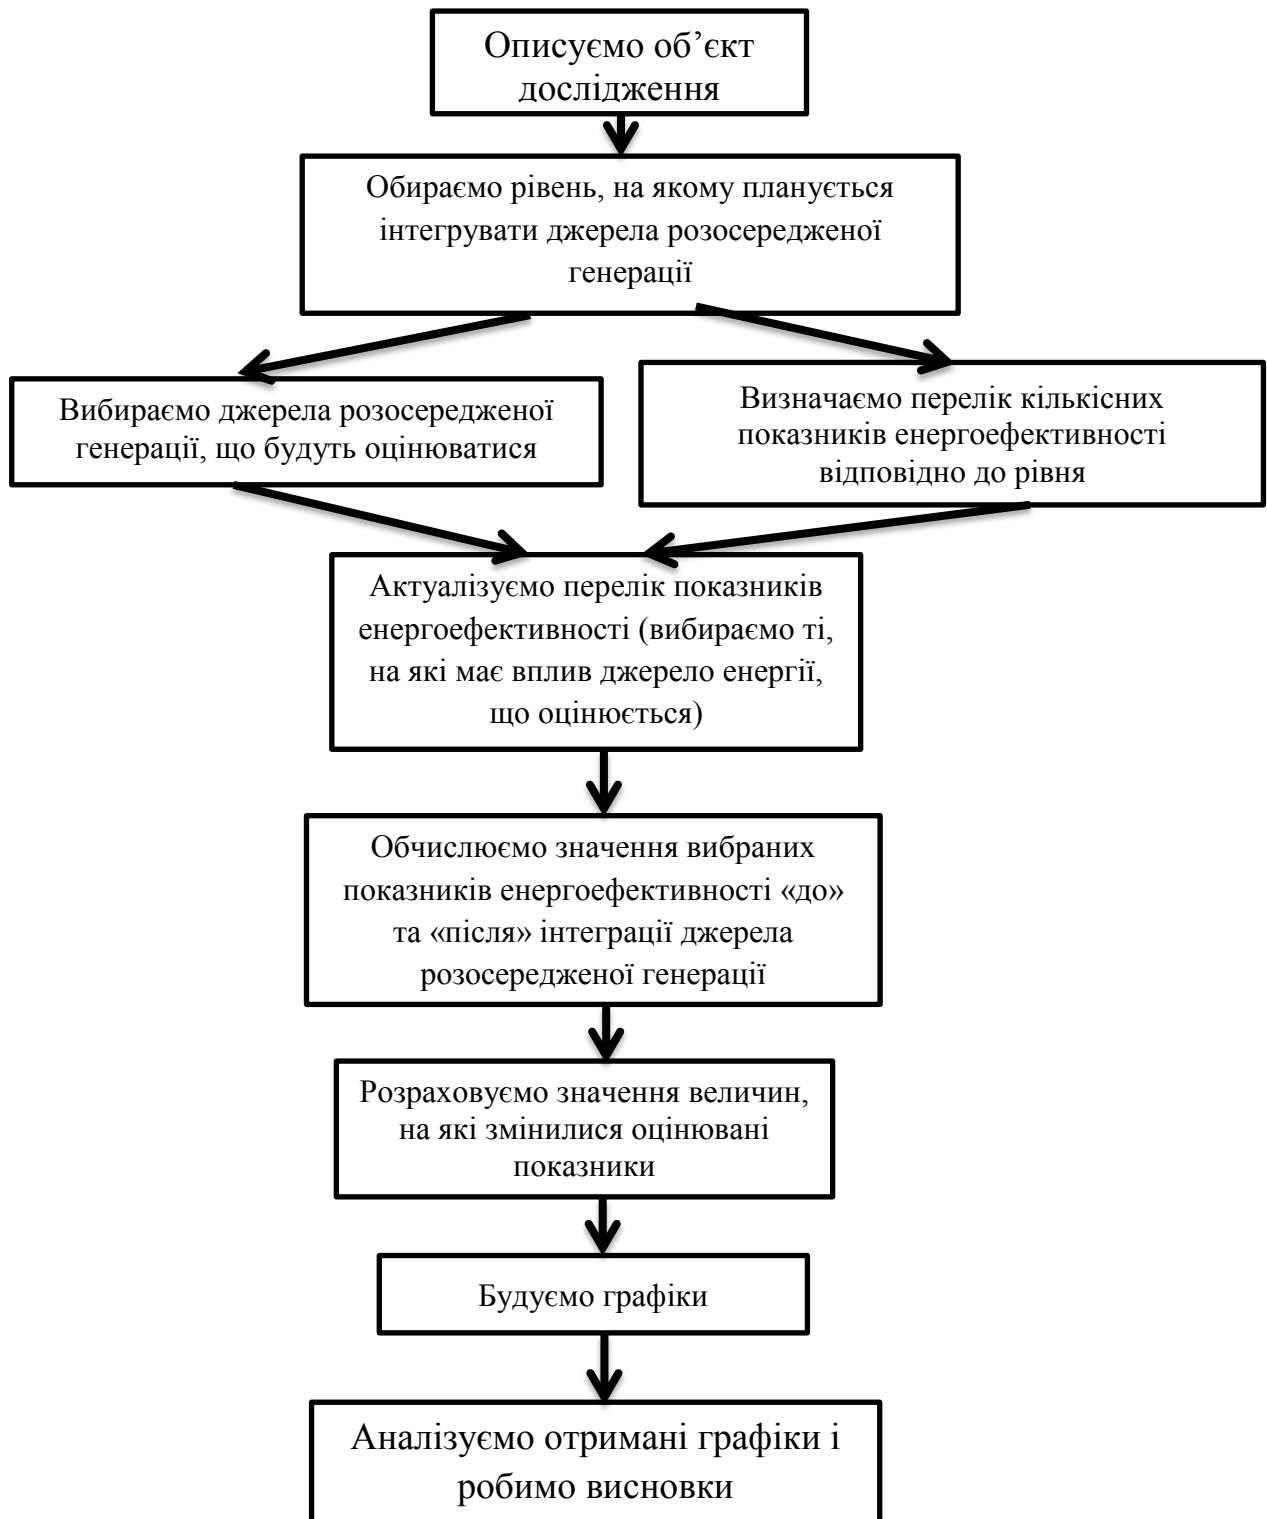 Описуємо об’єкт
дослідження
Обираємо рівень, на якому планується
інтегрувати джерела розосередженої
генерації
Вибираємо джерела розосередженої
генерації, що будуть оцінюватися
Визначаємо перелік кількісних
показників енергоефективності
відповідно до рівня
Актуалізуємо перелік показників
енергоефективності (вибираємо ті,
на які має вплив джерело енергії,
що оцінюється)
Обчислюємо значення вибраних
показників енергоефективності «до»
та «після» інтеграції джерела
розосередженої генерації
Розраховуємо значення величин,
на які змінилися оцінювані
показники
Будуємо графіки
Аналізуємо отримані графіки і
робимо висновки